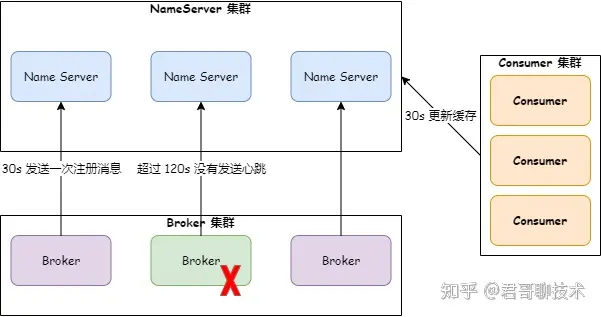 NameServer 集群
Name Server
Name Server
Name Server
Consumer 集群
Consumer
Consumer
Consumer
30s 更新缓存
30s 发送一次注册消息
超过 120s 没有发送心跳
Broker 集群
Broker
Broker
Broker
X
知乎 @君哥聊技术